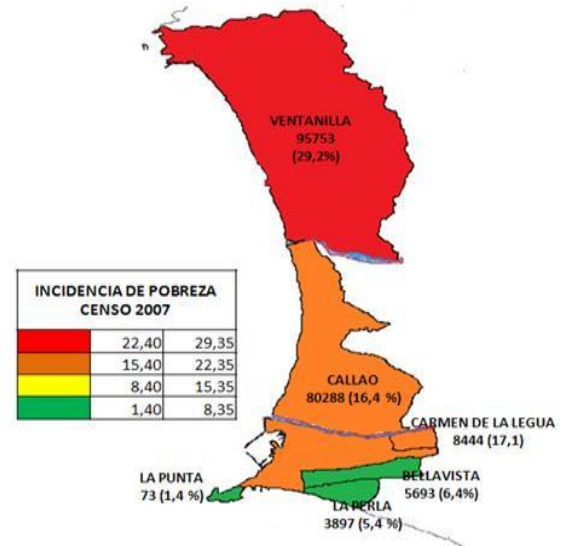 VENTANILLA
95753
(29,2%)
INCIDENCIA DE POBREZA
CENSO 2007
22,40 29,35
15,40 22,35
8,40 15,35
1,40 8,35
CALLAO
80288 (16,4 %)
CARMEN DE LA LEGUA
8444 (17,1)
LA PUNTA
73 (1,4 %)
BELLAVISTA
5693 (6,4%)
LA PERLA
3897 (5,4 %)